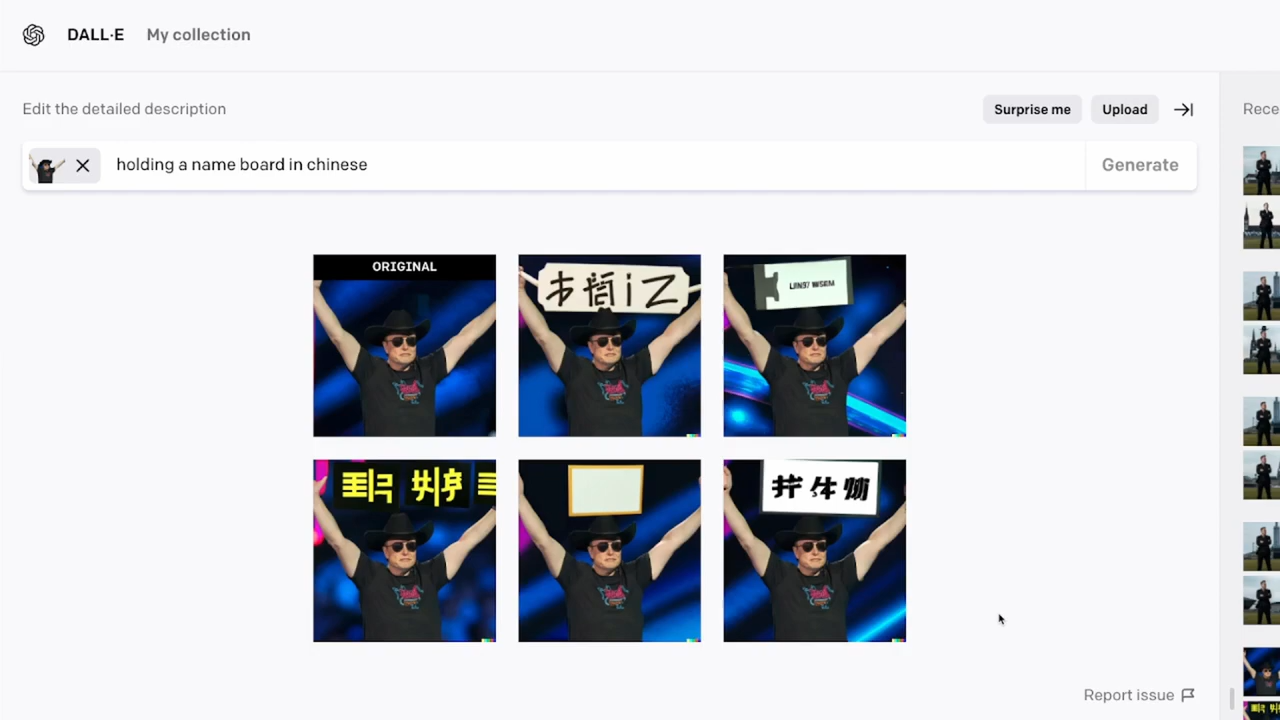 DALL·E My collection
Edit the detailed description
Surprise me Upload
Rece
holding a name board in chinese
Generate
ORIGINAL
Report issue